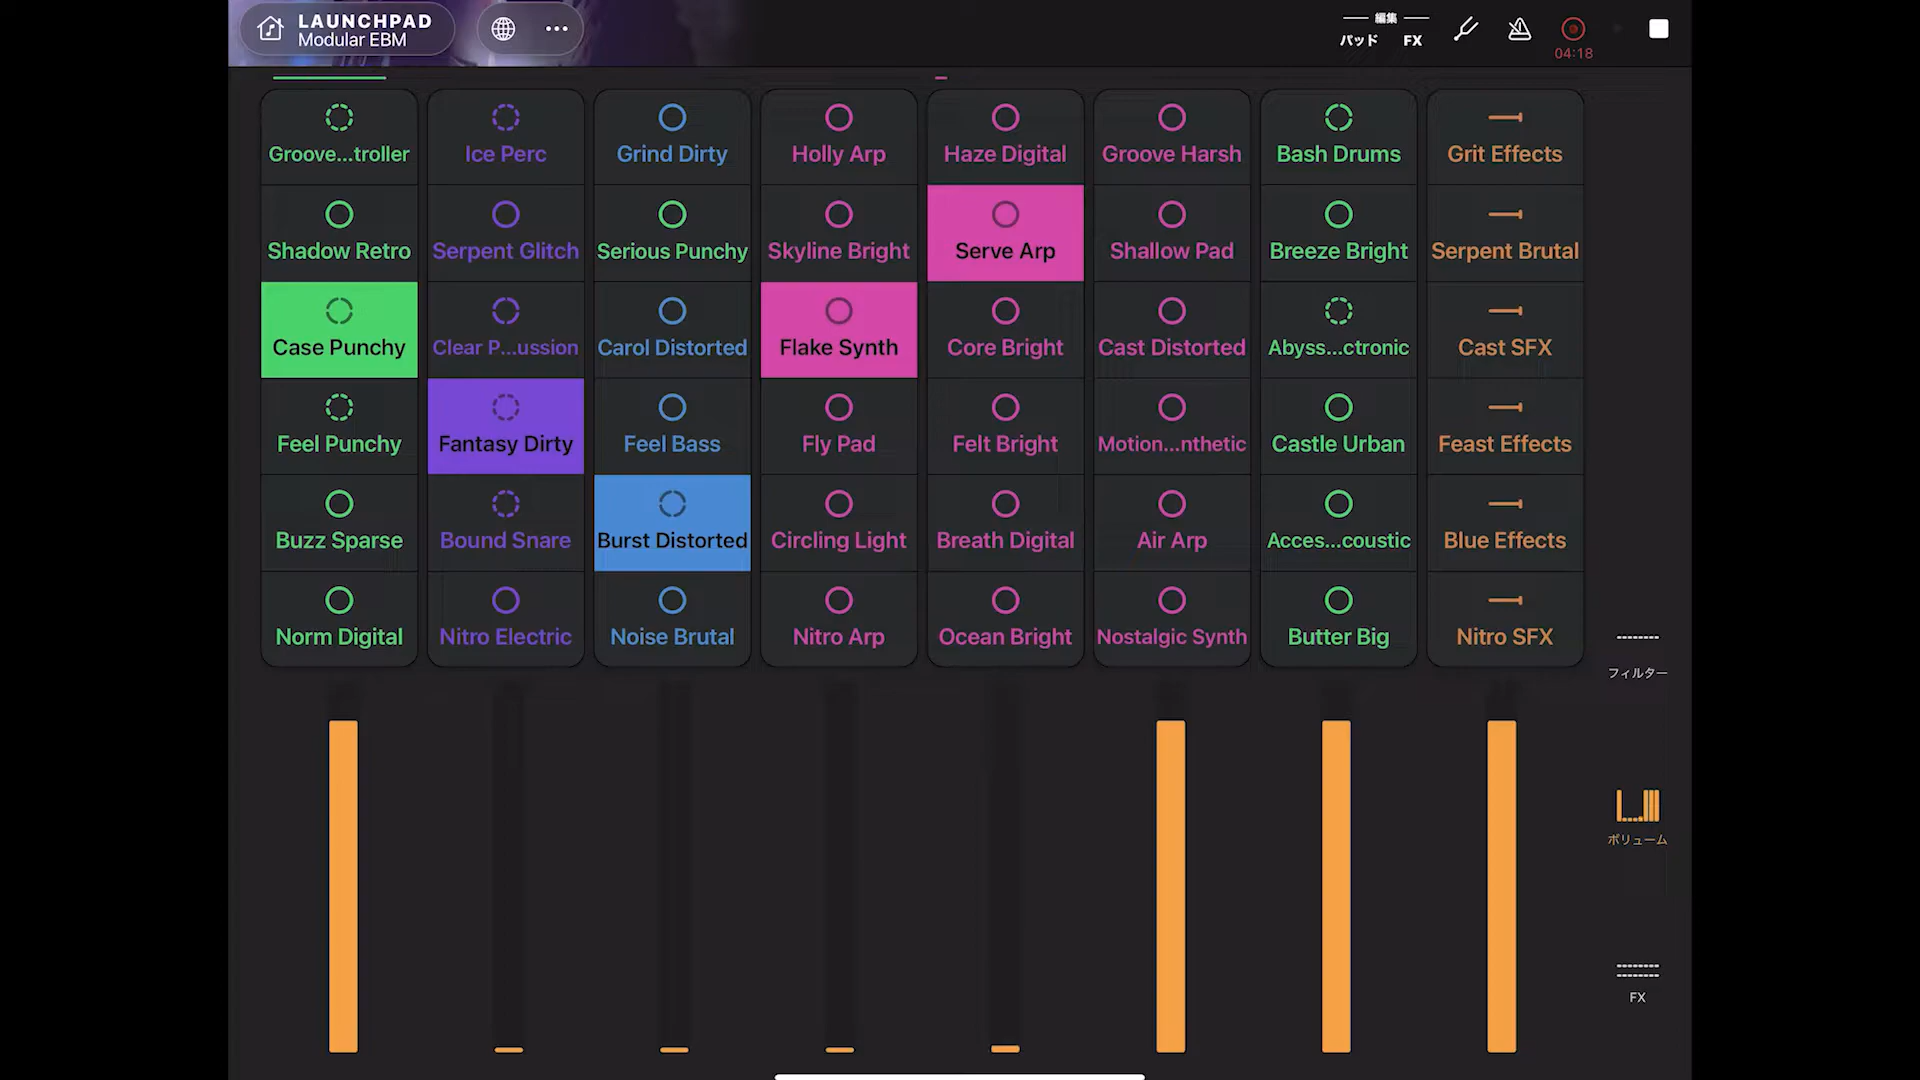 LAUNCHPAD
Modular EBM
編集
パッド FX
04:18
Groove...troller Ice Perc Grind Dirty Holly Arp Haze Digital Groove Harsh Bash Drums Grit Effects
Shadow Retro Serpent Glitch Serious Punchy Skyline Bright Serve Arp Shallow Pad Breeze Bright Serpent Brutal
Case Punchy Clear P...ussion Carol Distorted Flake Synth Core Bright Cast Distorted Abyss...ctronic Cast SFX
Feel Punchy Fantasy Dirty Feel Bass Fly Pad Felt Bright Motion...nthetic Castle Urban Feast Effects
Buzz Sparse Bound Snare Burst Distorted Circling Light Breath Digital Air Arp Acces...coustic Blue Effects
Norm Digital Nitro Electric Noise Brutal Nitro Arp Ocean Bright Nostalgic Synth Butter Big Nitro SFX
フィルター
ボリューム
FX